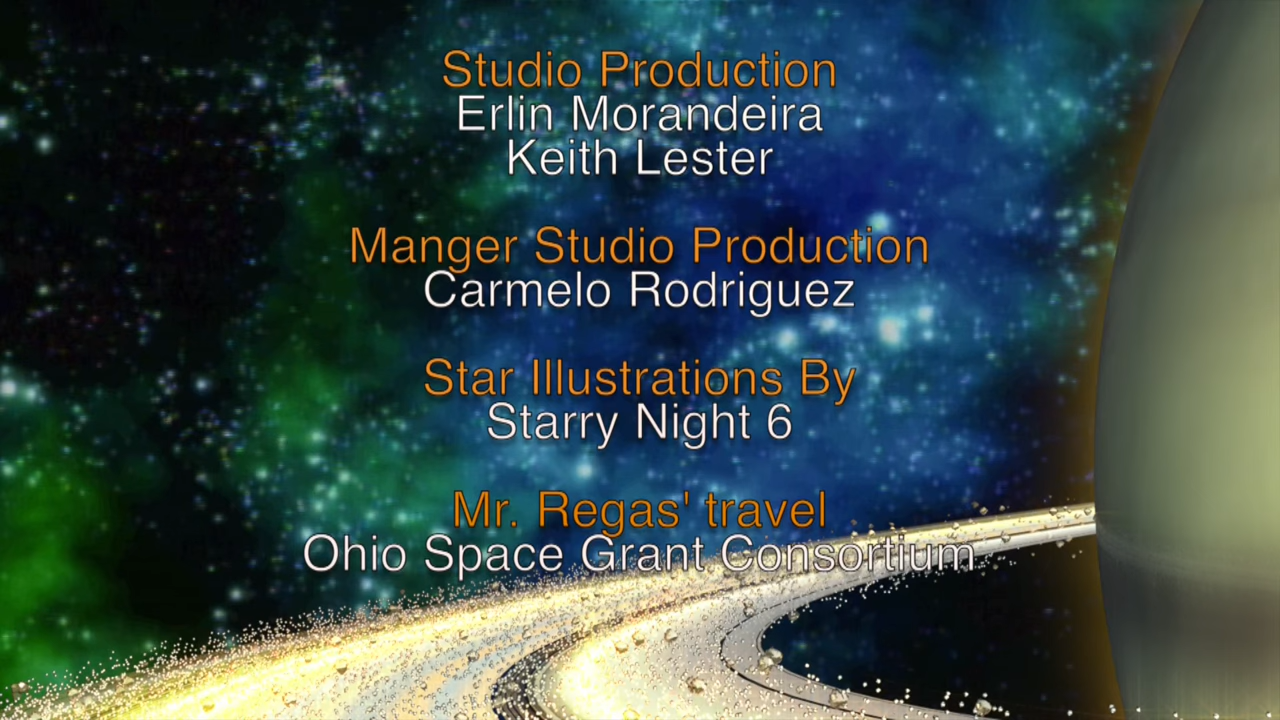 Studio Production
Erlin Morandeira
Keith Lester
Manger Studio Production
Carmelo Rodriguez
Star Illustrations By
Starry Night 6
Mr. Regas' travel
Ohio Space Grant Consortium